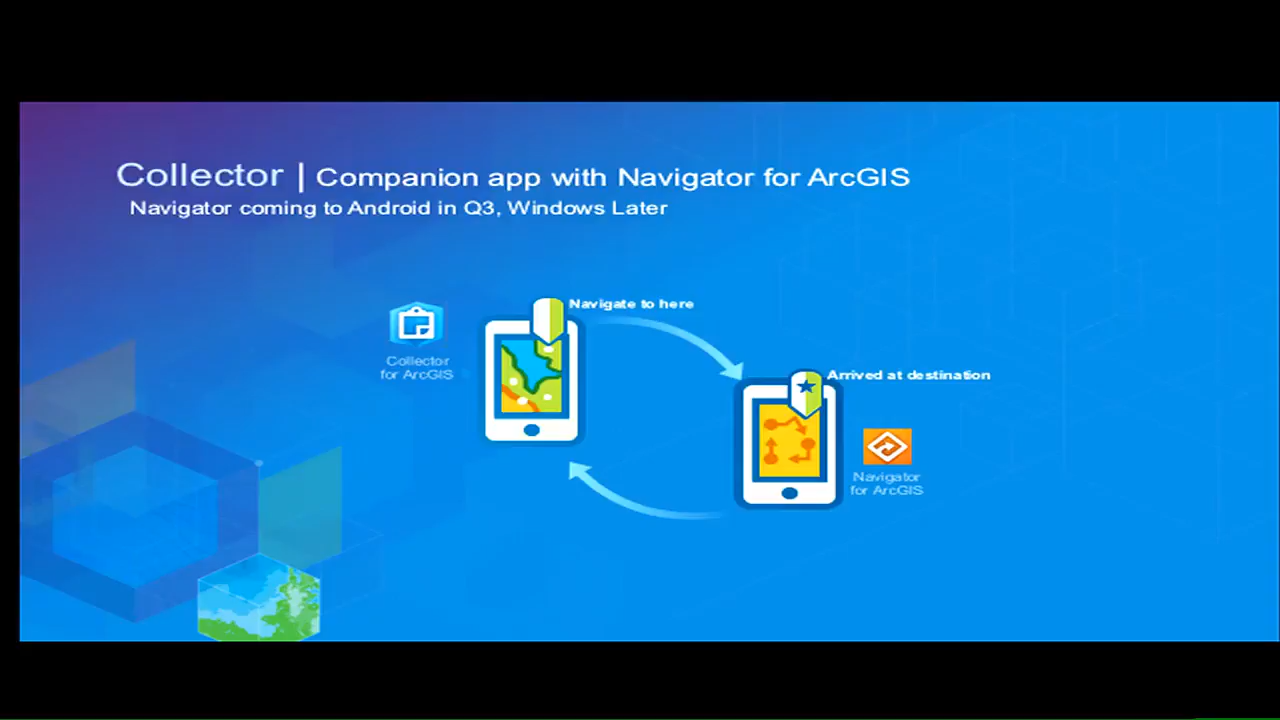 Collector | Companion app with Navigator for ArcGIS
Navigator coming to Android in Q3, Windows Later
Navigate to here
Collector
for ArcGIS
Arrived at destination
Navigator
for ArcGIS